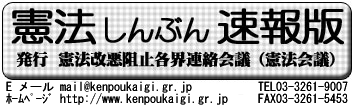 憲法しんぶん速報版
発行 憲法改悪阻止各界連絡会議（憲法会議）
Ｅ メール mail@kenpoukaigi.gr.jp TEL03-3261-9007
ﾎｰﾑﾍﾟｰｼﾞ http://www.kenpoukaigi.gr.jp FAX03-3261-5453